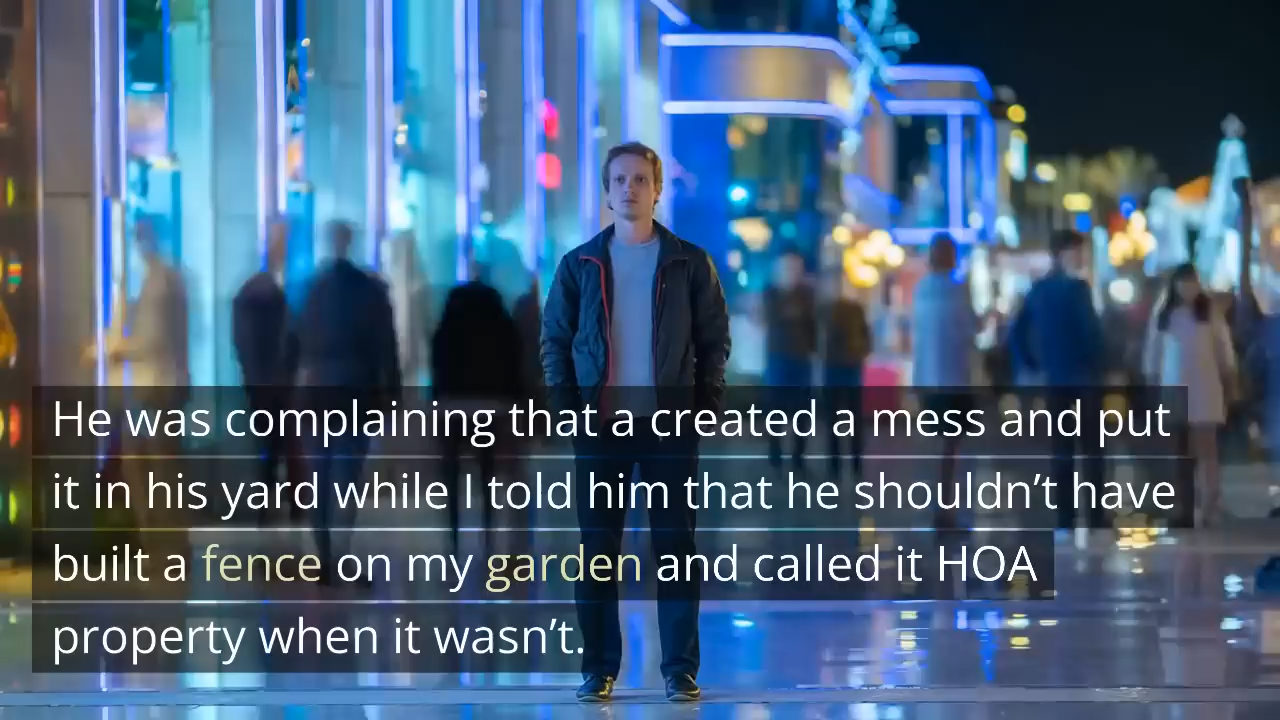 He was complaining that a created a mess and put
it in his yard while I told him that he shouldn’t have
built a fence on my garden and called it HOA
property when it wasn’t.